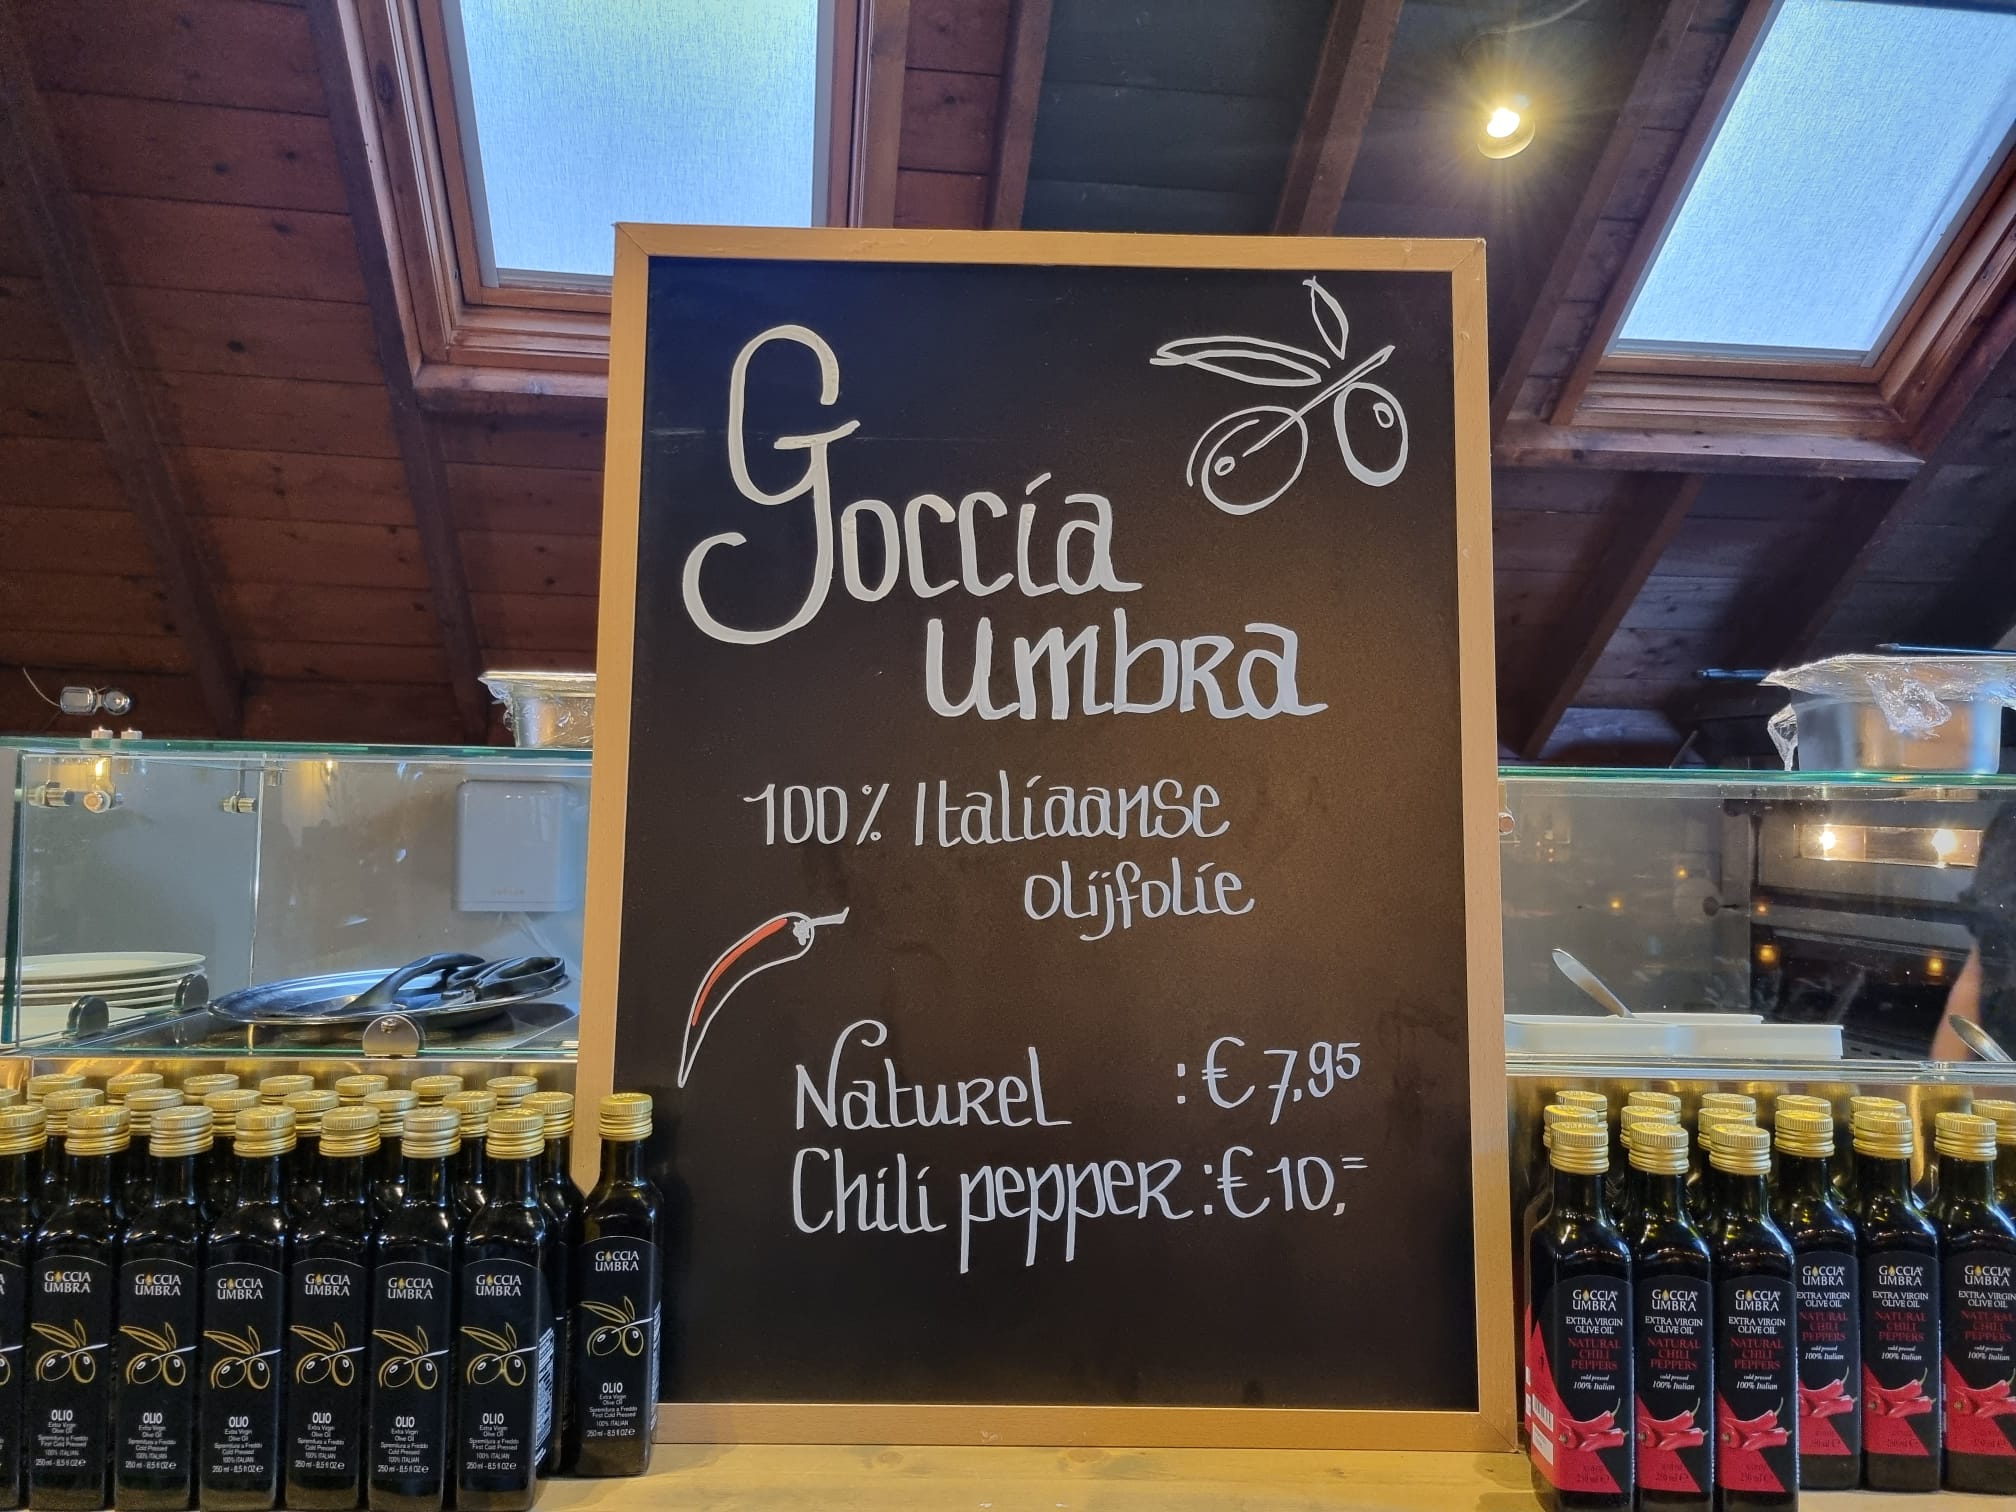 Goccia
umbra
100% Italiaanse
olijfolie
Naturel : € 7,95
Chili pepper : € 10,=
GOCCIA
UMBRA
OLIO
Extra Virgin
Olive Oil
Spremitura a Freddo
First Cold Pressed
100% ITALIAN
250 ml - 8.5 fl OZ e
GOCCIA
UMBRA
EXTRA VIRGIN
OLIVE OIL
NATURAL
CHILI
PEPPERS
cold pressed
100% Italian
250 ml e